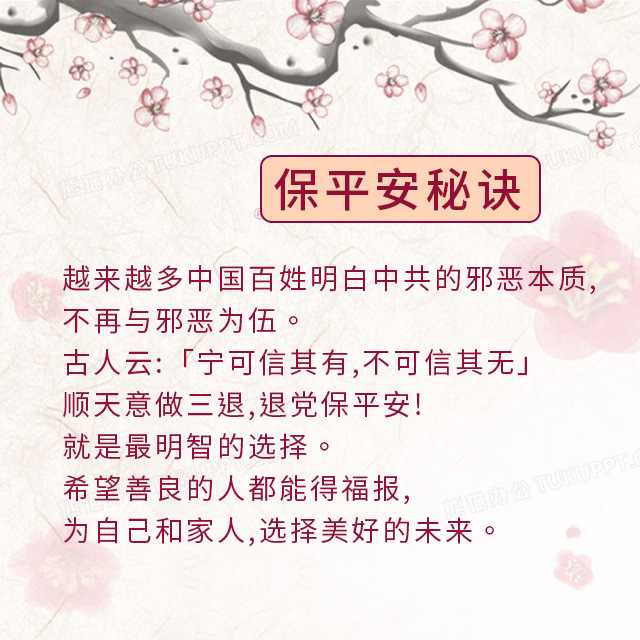 保平安秘诀
越来越多中国百姓明白中共的邪恶本质,
不再与邪恶为伍。
古人云:「宁可信其有,不可信其无」
顺天意做三退,退党保平安!
就是最明智的选择。
希望善良的人都能得福报,
为自己和家人,选择美好的未来。